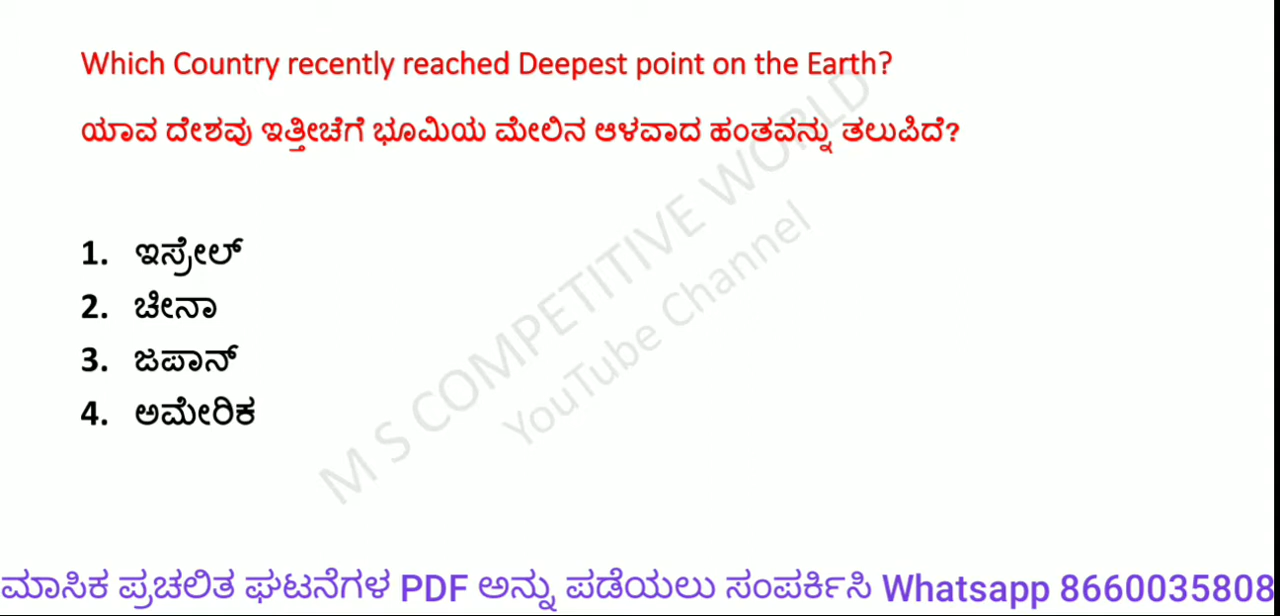 Which Country recently reached Deepest point on the Earth?
ಯಾವ ದೇಶವು ಇತ್ತೀಚೆಗೆ ಭೂಮಿಯ ಮೇಲಿನ ಆಳವಾದ ಹಂತವನ್ನು ತಲುಪಿದೆ?
1. ಇಸ್ರೇಲ್
2. ಚೀನಾ
3. ಜಪಾನ್
4. ಅಮೇರಿಕ
M S COMPETITIVE WORLD
YouTube Channel
ಮಾಸಿಕ ಪ್ರಚಲಿತ ಘಟನೆಗಳ PDF ಅನ್ನು ಪಡೆಯಲು ಸಂಪರ್ಕಿಸಿ Whatsapp 8660035808